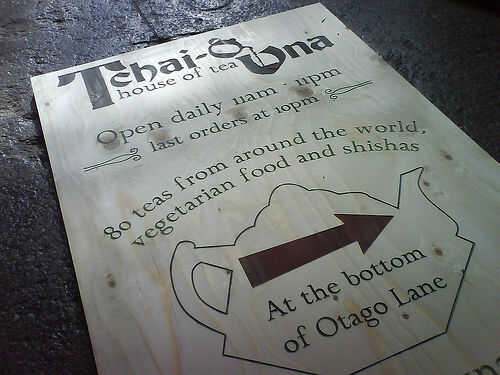 Tchai-Ovna
house of tea
Open daily 11am - 11pm
last orders at 10pm
80 teas from around the world,
vegetarian food and shishas
At the bottom
of Otago Lane